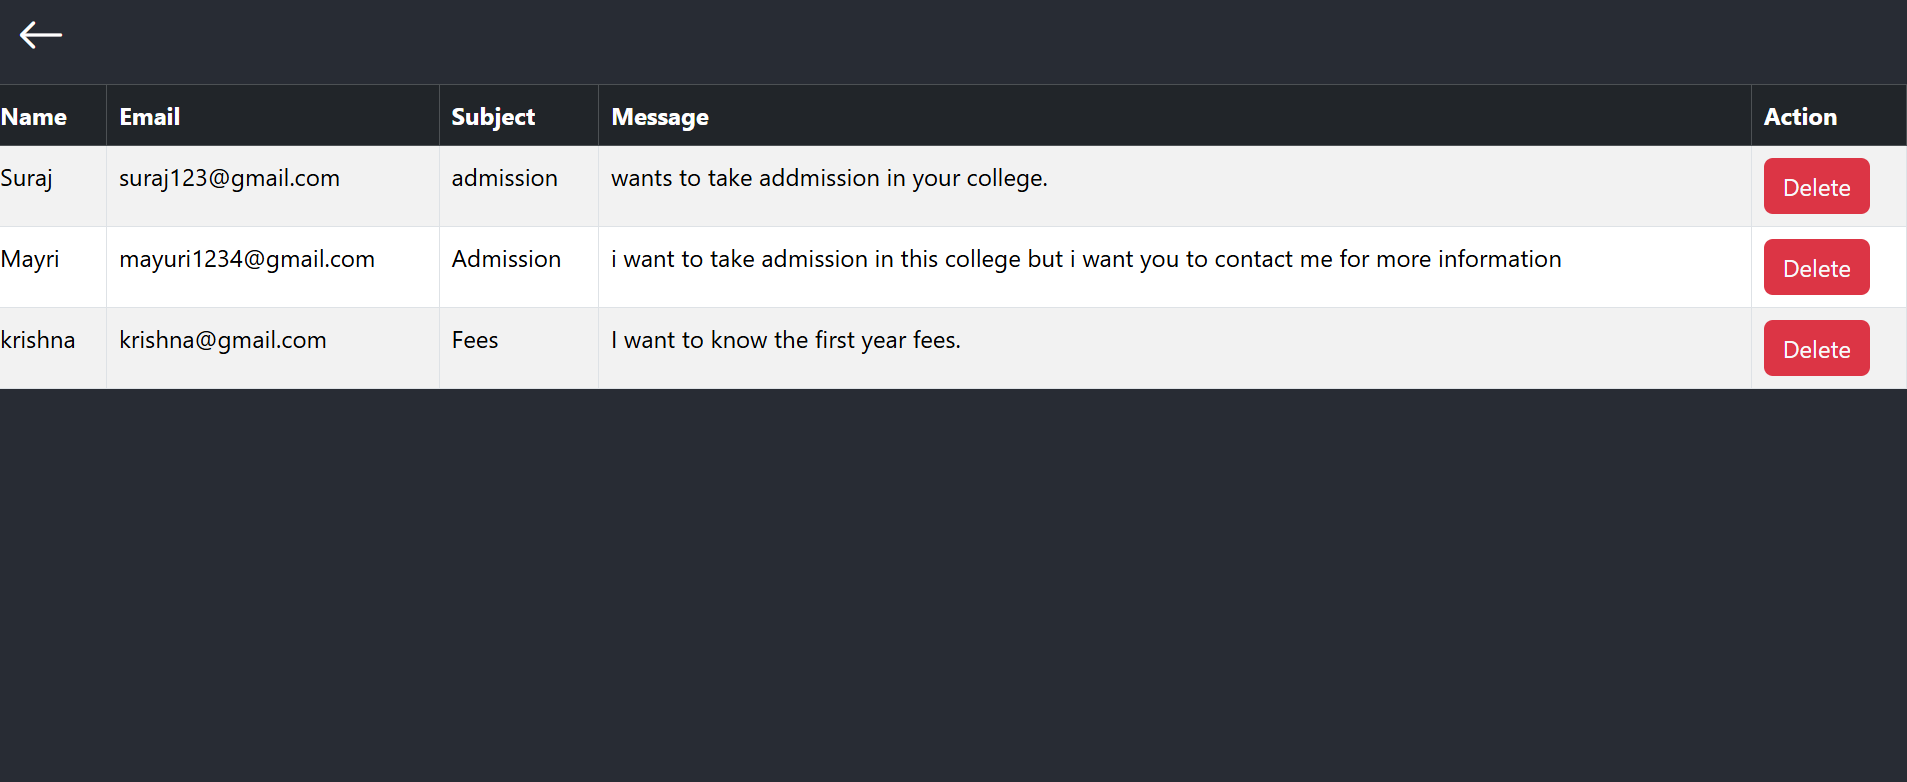 Name Email Subject Message Action
Suraj suraj123@gmail.com admission wants to take addmission in your college. Delete
Mayri mayuri1234@gmail.com Admission i want to take admission in this college but i want you to contact me for more information Delete
krishna krishna@gmail.com Fees I want to know the first year fees. Delete